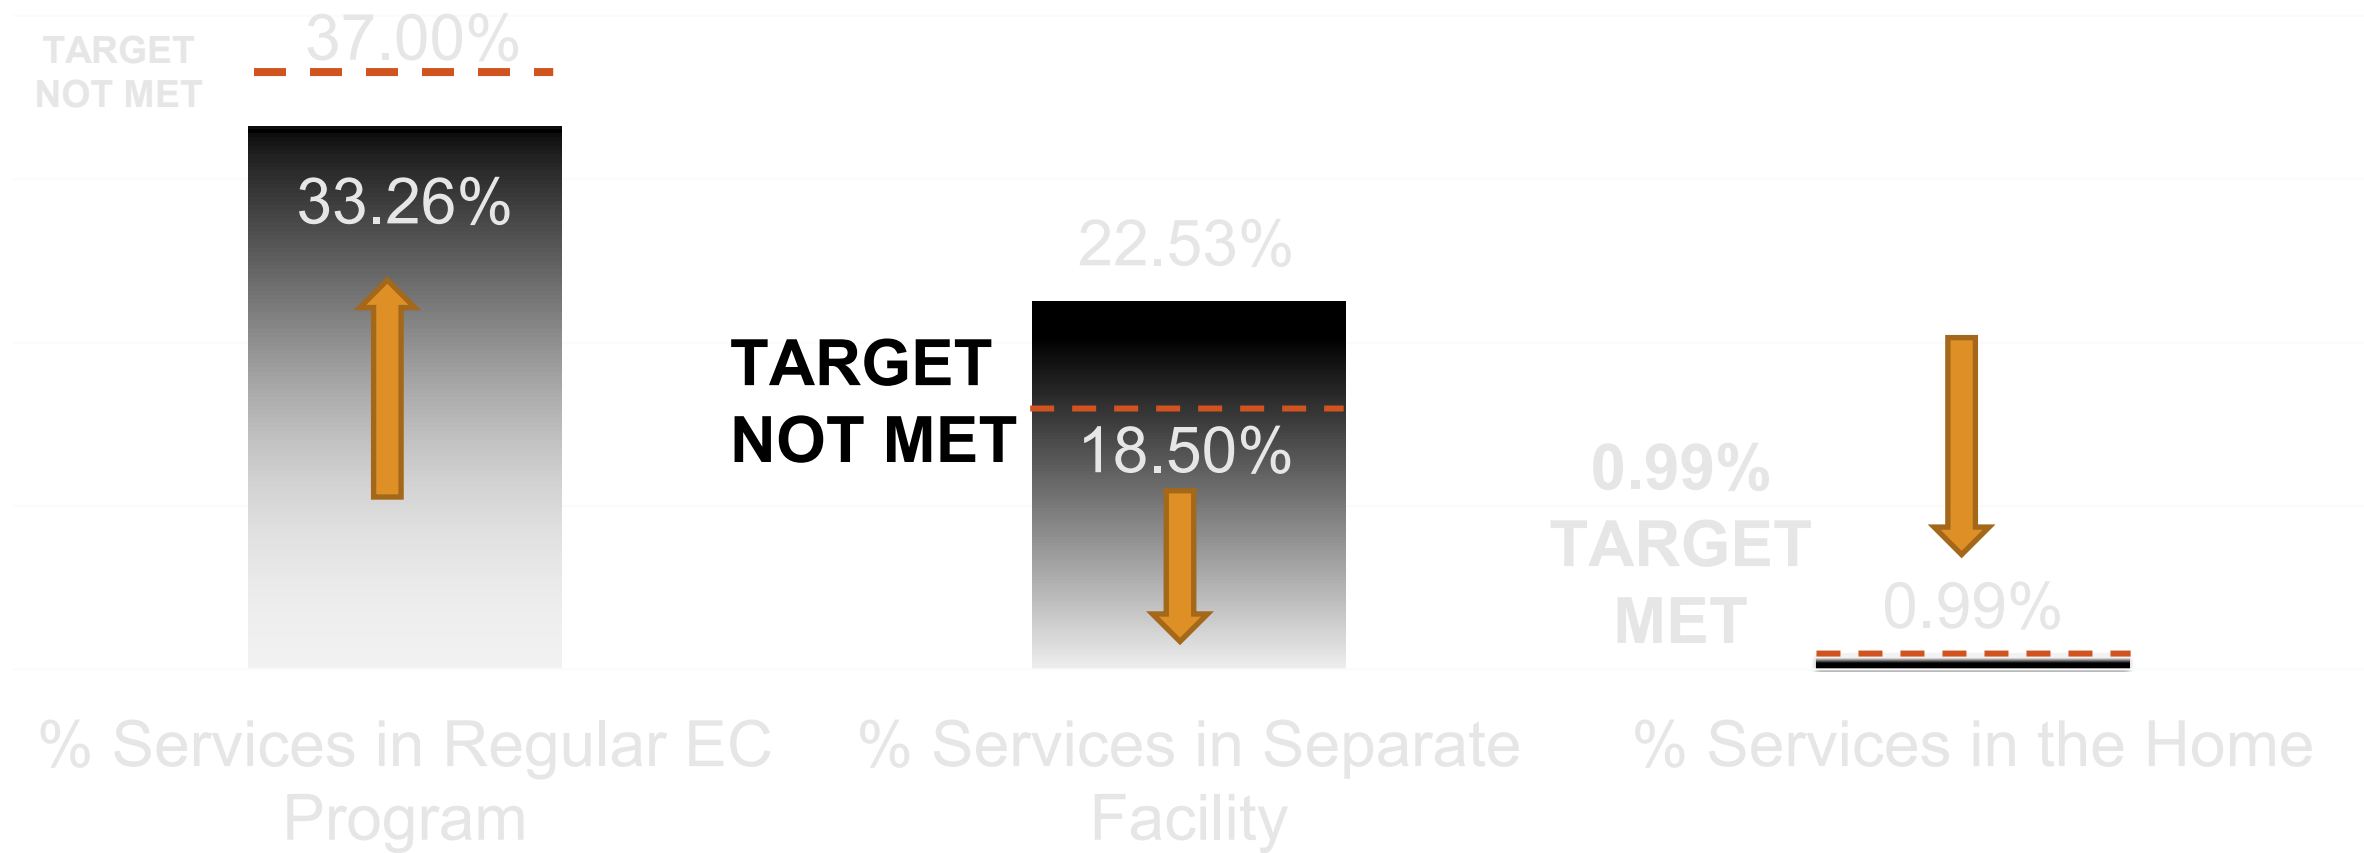 TARGET
NOT MET
37.00%
33.26%
22.53%
TARGET
NOT MET
18.50%
0.99%
TARGET
MET
0.99%
% Services in Regular EC
Program
% Services in Separate
Facility
% Services in the Home